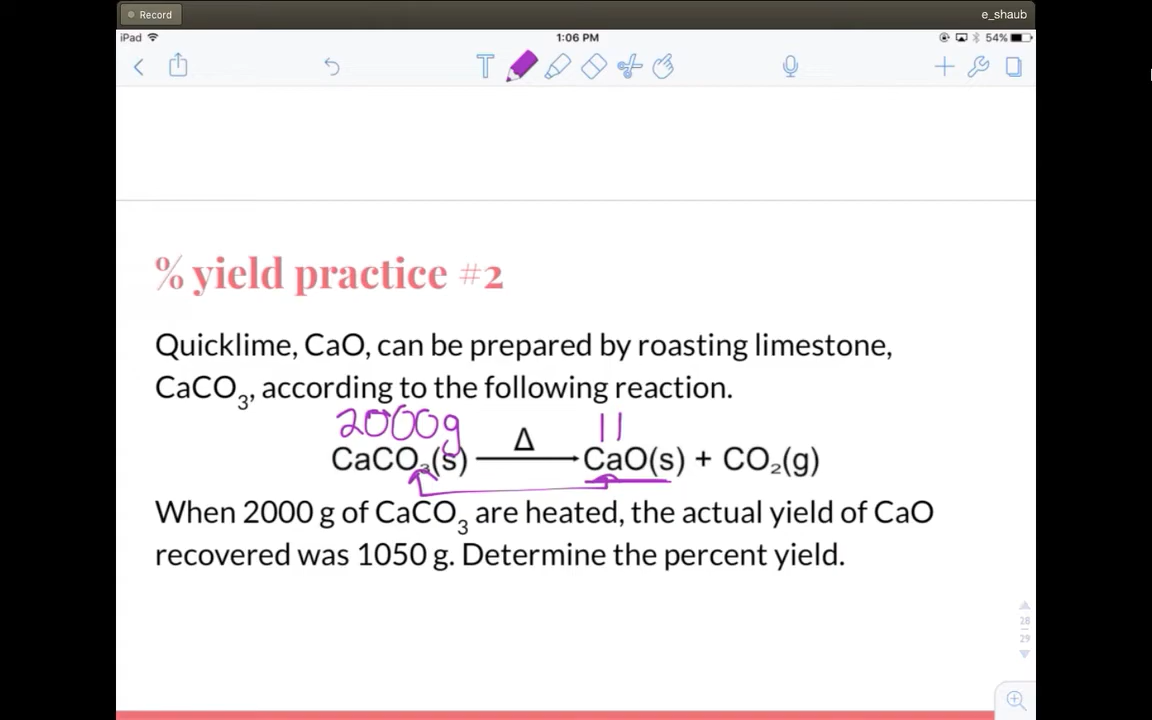 Record
e_shaub
iPad 1:06 PM 54%
T
% yield practice #2
Quicklime, CaO, can be prepared by roasting limestone,
CaCO₃, according to the following reaction.
2000g 11
Δ
CaCO₃(s) ⟶ CaO(s) + CO₂(g)
When 2000 g of CaCO₃ are heated, the actual yield of CaO
recovered was 1050 g. Determine the percent yield.
28
29